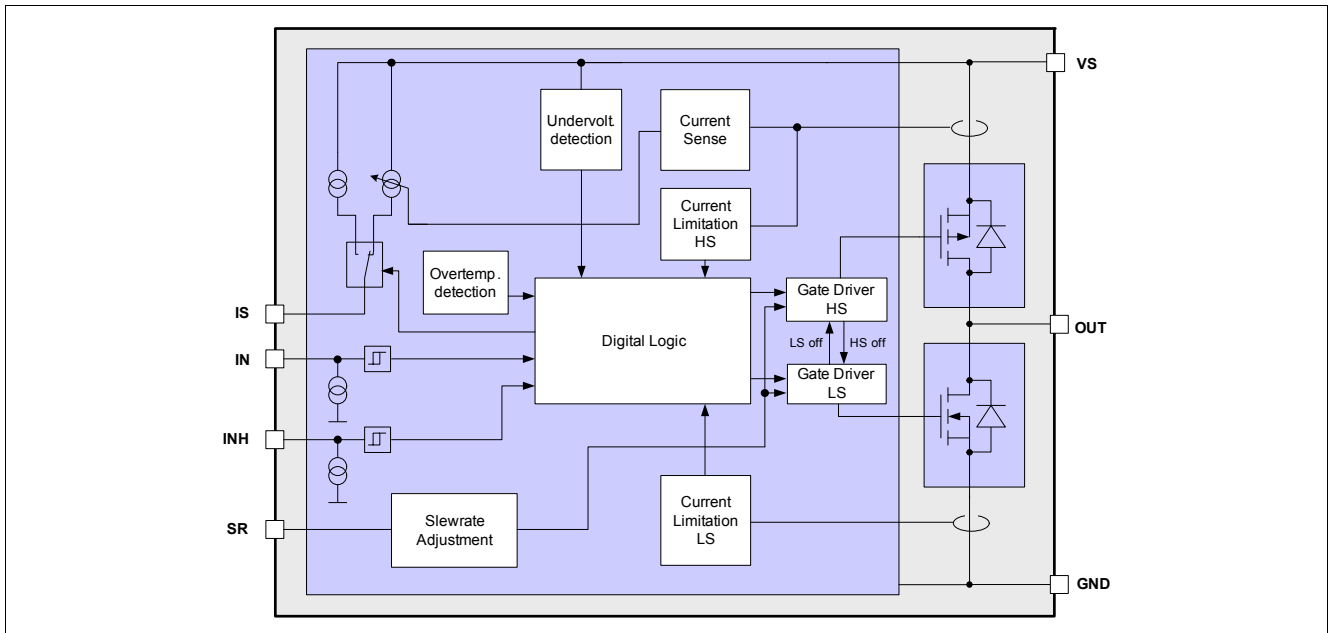 VS
Undervolt.
detection
Current
Sense
Current
Limitation
HS
Overtemp.
detection
IS
Gate Driver
HS
OUT
Digital Logic
LS off
HS off
IN
Gate Driver
LS
INH
Current
Limitation
LS
SR
Slewrate
Adjustment
GND